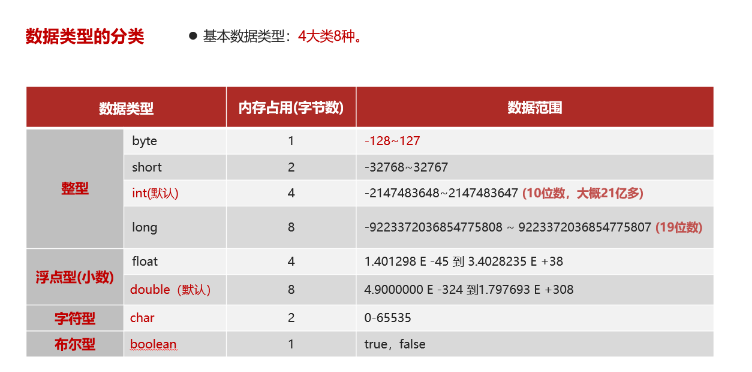 数据类型的分类
● 基本数据类型：4大类8种。
数据类型 内存占用(字节数) 数据范围
整型
byte 1 -128~127
short 2 -32768~32767
int(默认) 4 -2147483648~2147483647 (10位数，大概21亿多)
long 8 -9223372036854775808 ~ 9223372036854775807 (19位数)
浮点型(小数)
float 4 1.401298 E -45 到 3.4028235 E +38
double（默认） 8 4.9000000 E -324 到1.797693 E +308
字符型 char 2 0-65535
布尔型 boolean 1 true，false